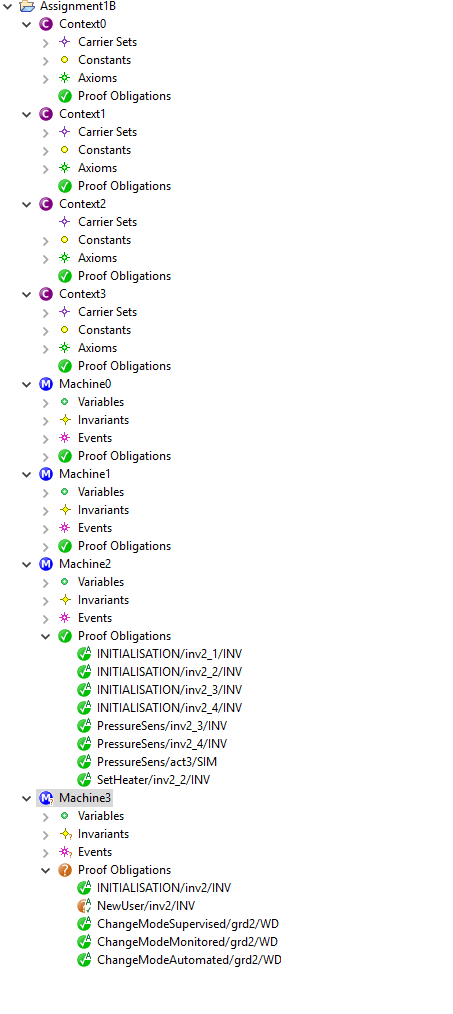 Assignment1B
Context0
Carrier Sets
Constants
Axioms
Proof Obligations
Context1
Carrier Sets
Constants
Axioms
Proof Obligations
Context2
Carrier Sets
Constants
Axioms
Proof Obligations
Context3
Carrier Sets
Constants
Axioms
Proof Obligations
Machine0
Variables
Invariants
Events
Proof Obligations
Machine1
Variables
Invariants
Events
Proof Obligations
Machine2
Variables
Invariants
Events
Proof Obligations
INITIALISATION/inv2_1/INV
INITIALISATION/inv2_2/INV
INITIALISATION/inv2_3/INV
INITIALISATION/inv2_4/INV
PressureSens/inv2_3/INV
PressureSens/inv2_4/INV
PressureSens/act3/SIM
SetHeater/inv2_2/INV
Machine3
Variables
Invariants
Events
Proof Obligations
INITIALISATION/inv2/INV
NewUser/inv2/INV
ChangeModeSupervised/grd2/WD
ChangeModeMonitored/grd2/WD
ChangeModeAutomated/grd2/WD